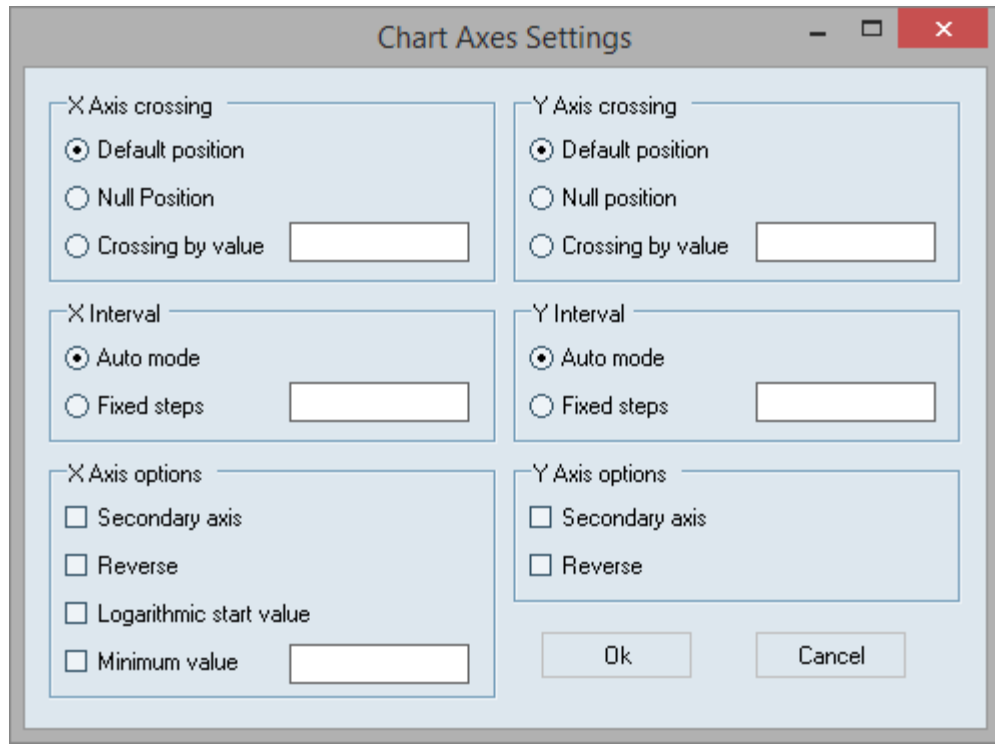 Chart Axes Settings
X Axis crossing
Default position
Null Position
Crossing by value
Y Axis crossing
Default position
Null position
Crossing by value
X Interval
Auto mode
Fixed steps
Y Interval
Auto mode
Fixed steps
X Axis options
Secondary axis
Reverse
Logarithmic start value
Minimum value
Y Axis options
Secondary axis
Reverse
Ok
Cancel